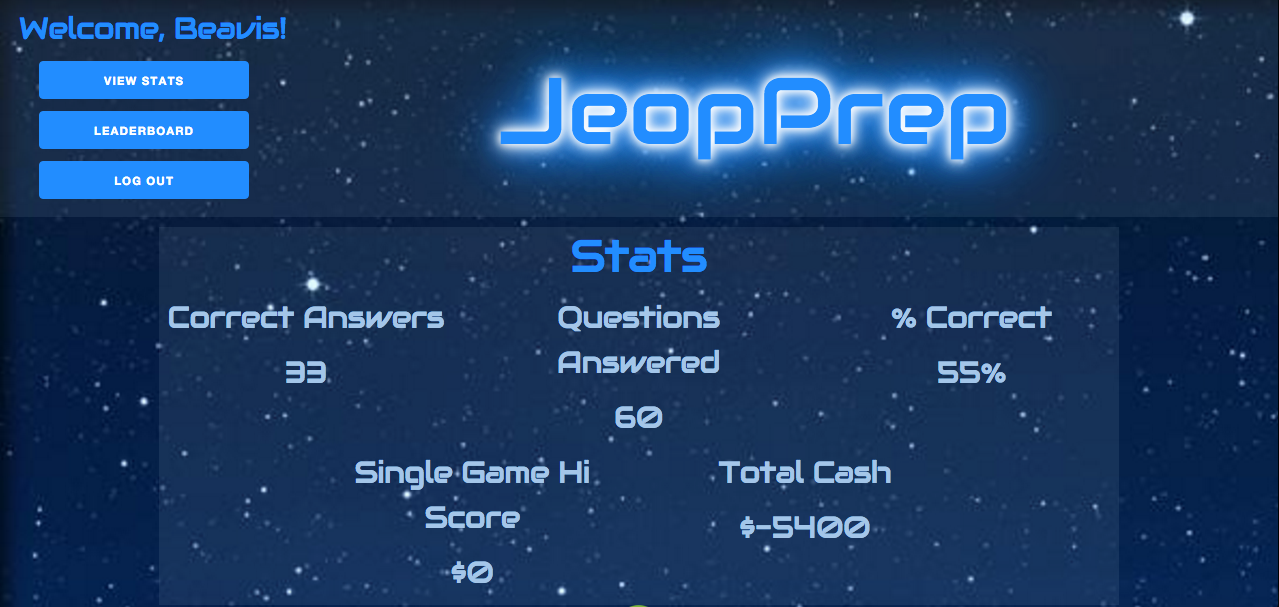 Welcome, Beavis!
VIEW STATS
LEADERBOARD
LOG OUT
JeopPrep
Stats
Correct Answers
33
Questions
Answered
60
% Correct
55%
Single Game Hi
Score
$0
Total Cash
$-5400